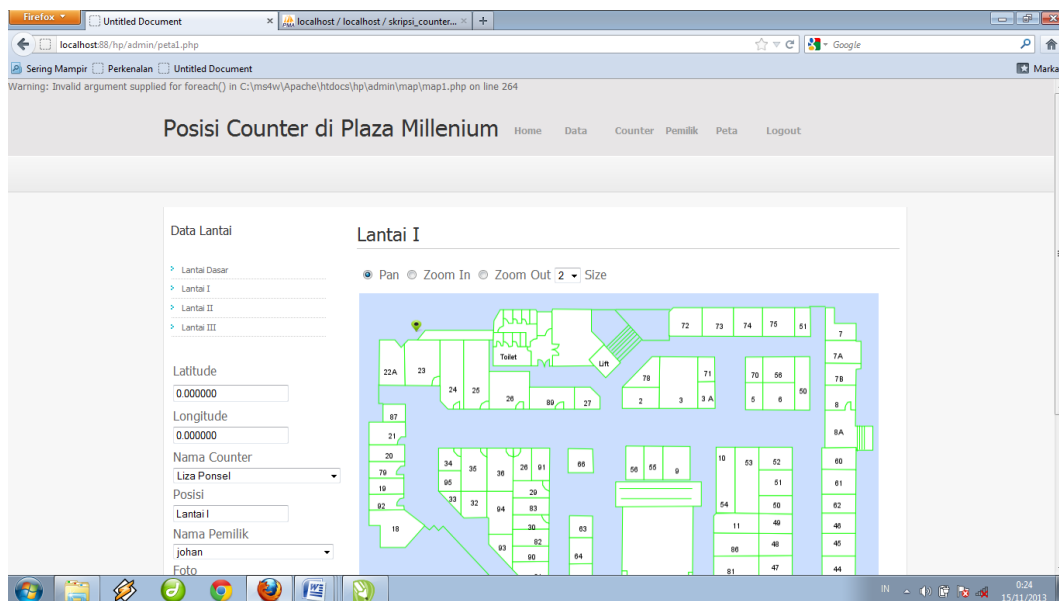 Firefox
Untitled Document
localhost / localhost / skripsi_counter...
localhost:88/hp/admin/peta1.php
Google
Sering Mampir
Perkenalan
Untitled Document
Marka
Warning: Invalid argument supplied for foreach() in C:\ms4w\Apache\htdocs\hp\admin\map\map1.php on line 264
Posisi Counter di Plaza Millenium
Home Data Counter Pemilik Peta Logout
Data Lantai
Lantai Dasar
Lantai I
Lantai II
Lantai III
Latitude
0.000000
Longitude
0.000000
Nama Counter
Liza Ponsel
Posisi
Lantai I
Nama Pemilik
johan
Foto
Lantai I
Pan Zoom In Zoom Out 2 Size
72 73 74 75 51 7
Toilet Lift
7A
22A 23 24 25 26 89 27
78 71 2 3 3 A
70 56 50 5 6
7B
8
87
21
8A
20
79
19
92
18
34 35 36 26 91
95
33 32 94 29
83
30
82
93 90
66
63
64
56 55 9
10 53 52
51
54 50
11 49
86 48
81 47
60
61
62
46
45
44
IN
0:24
15/11/2013